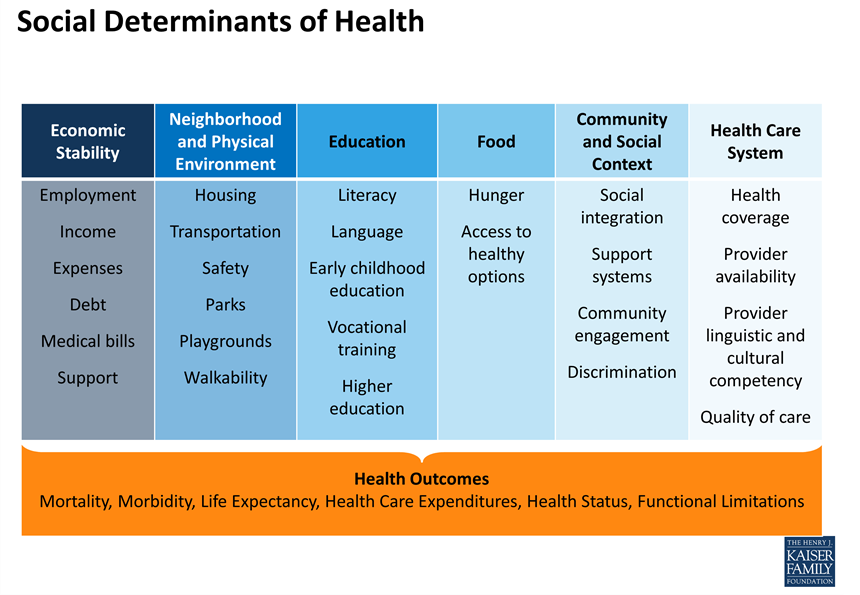 Social Determinants of Health
Economic
Stability
Neighborhood
and Physical
Environment
Education
Food
Community
and Social
Context
Health Care
System
Employment
Income
Expenses
Debt
Medical bills
Support
Housing
Transportation
Safety
Parks
Playgrounds
Walkability
Literacy
Language
Early childhood
education
Vocational
training
Higher
education
Hunger
Access to
healthy
options
Social
integration
Support
systems
Community
engagement
Discrimination
Health
coverage
Provider
availability
Provider
linguistic and
cultural
competency
Quality of care
Health Outcomes
Mortality, Morbidity, Life Expectancy, Health Care Expenditures, Health Status, Functional Limitations
THE HENRY J.
KAISER
FAMILY
FOUNDATION